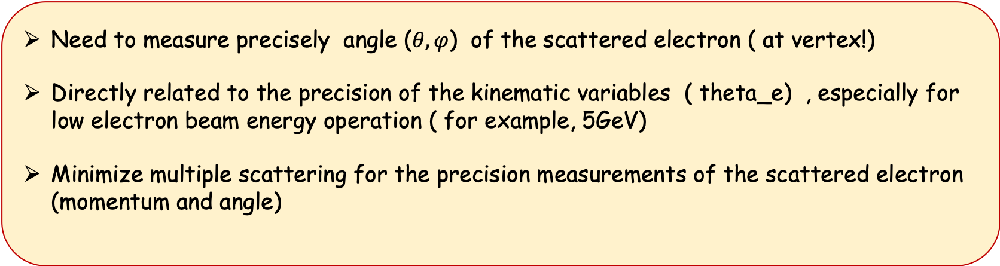 ➢ Need to measure precisely  angle (θ, φ)  of the scattered electron ( at vertex!)
➢ Directly related to the precision of the kinematic variables  ( theta_e)  , especially for
low electron beam energy operation ( for example, 5GeV)
➢ Minimize multiple scattering for the precision measurements of the scattered electron
(momentum and angle)